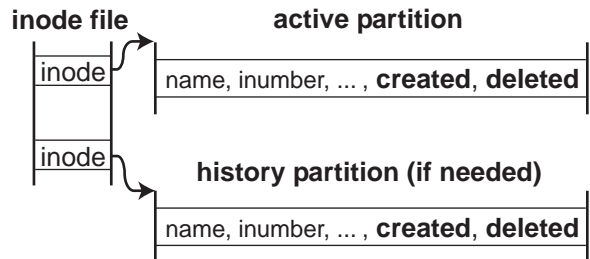 inode file
active partition
inode
name, inumber, ... , created, deleted
inode
history partition (if needed)
name, inumber, ... , created, deleted